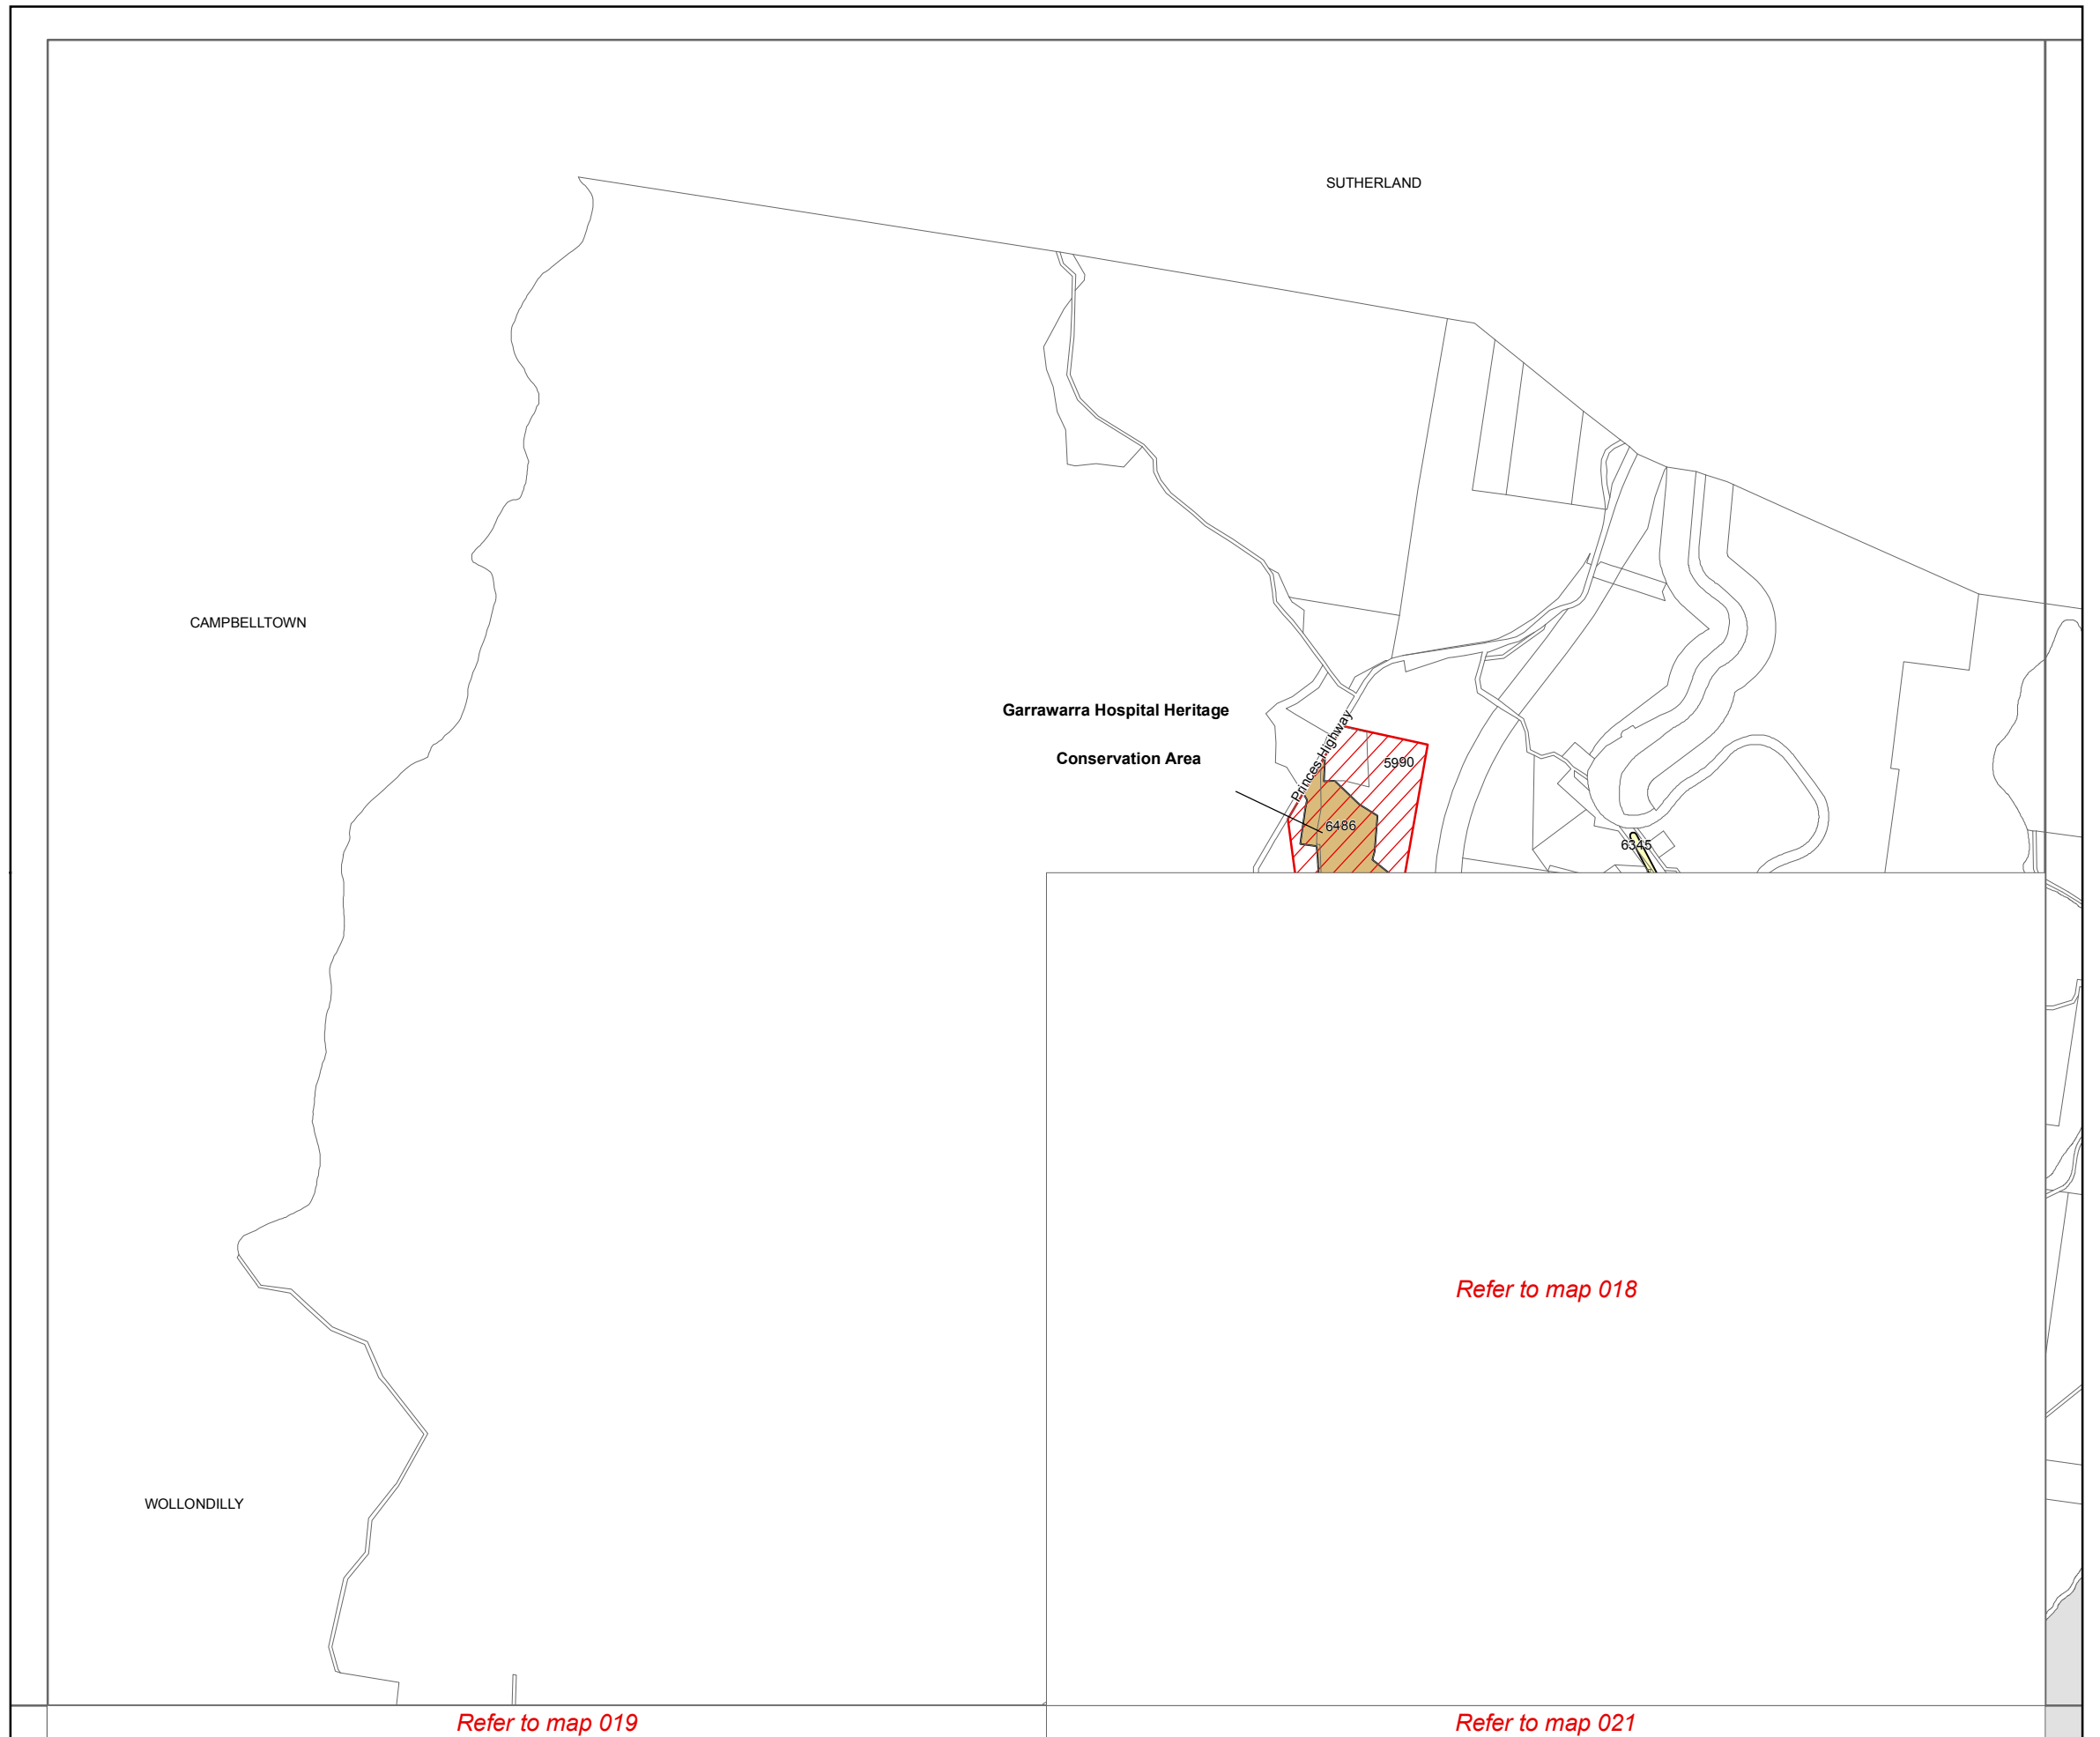 SUTHERLAND
CAMPBELLTOWN
Garrawarra Hospital Heritage
Conservation Area
Princes Highway
5990
6486
6345
Refer to map 018
WOLLONDILLY
Refer to map 019
Refer to map 021